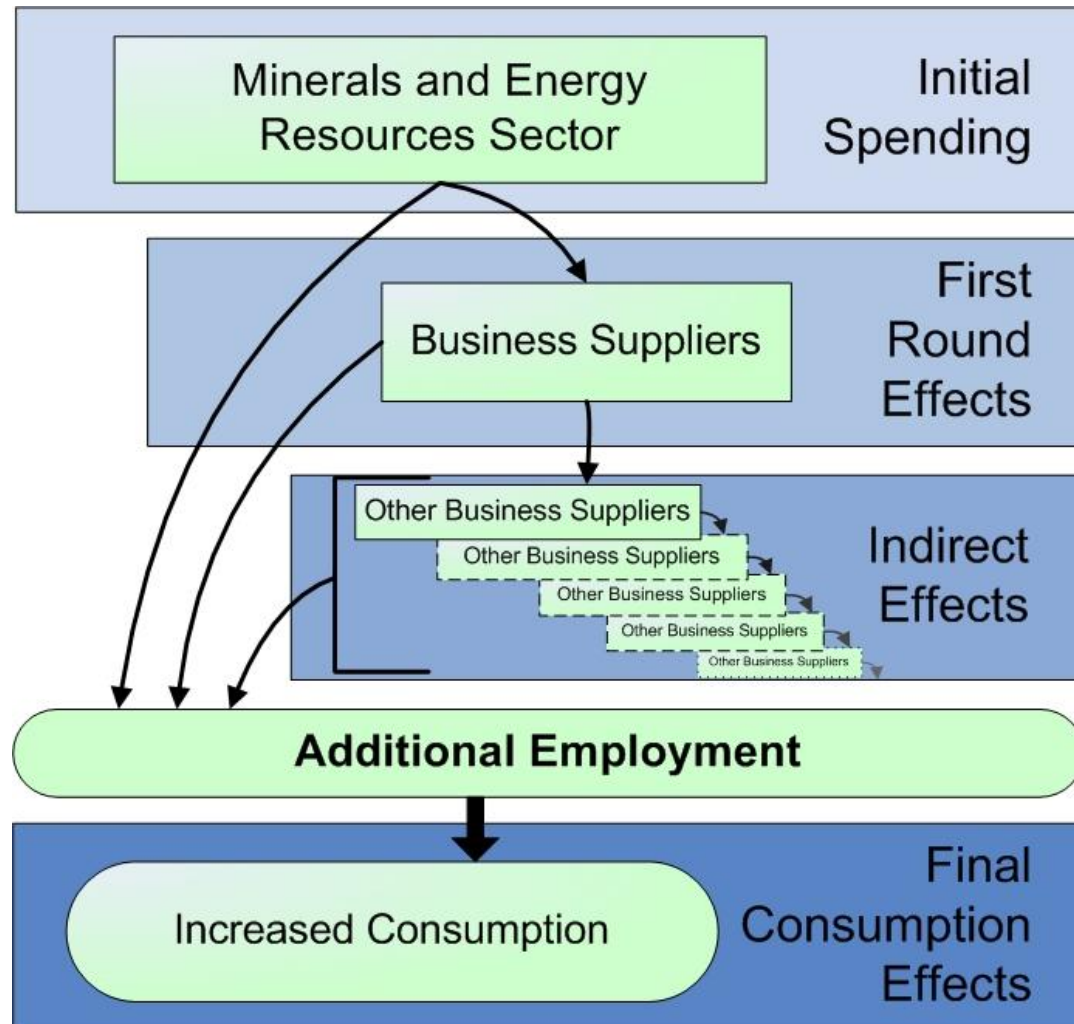 Minerals and Energy
Resources Sector
Initial
Spending
Business Suppliers
First
Round
Effects
Other Business Suppliers
Other Business Suppliers
Other Business Suppliers
Other Business Suppliers
Other Business Suppliers
Indirect
Effects
Additional Employment
Increased Consumption
Final
Consumption
Effects